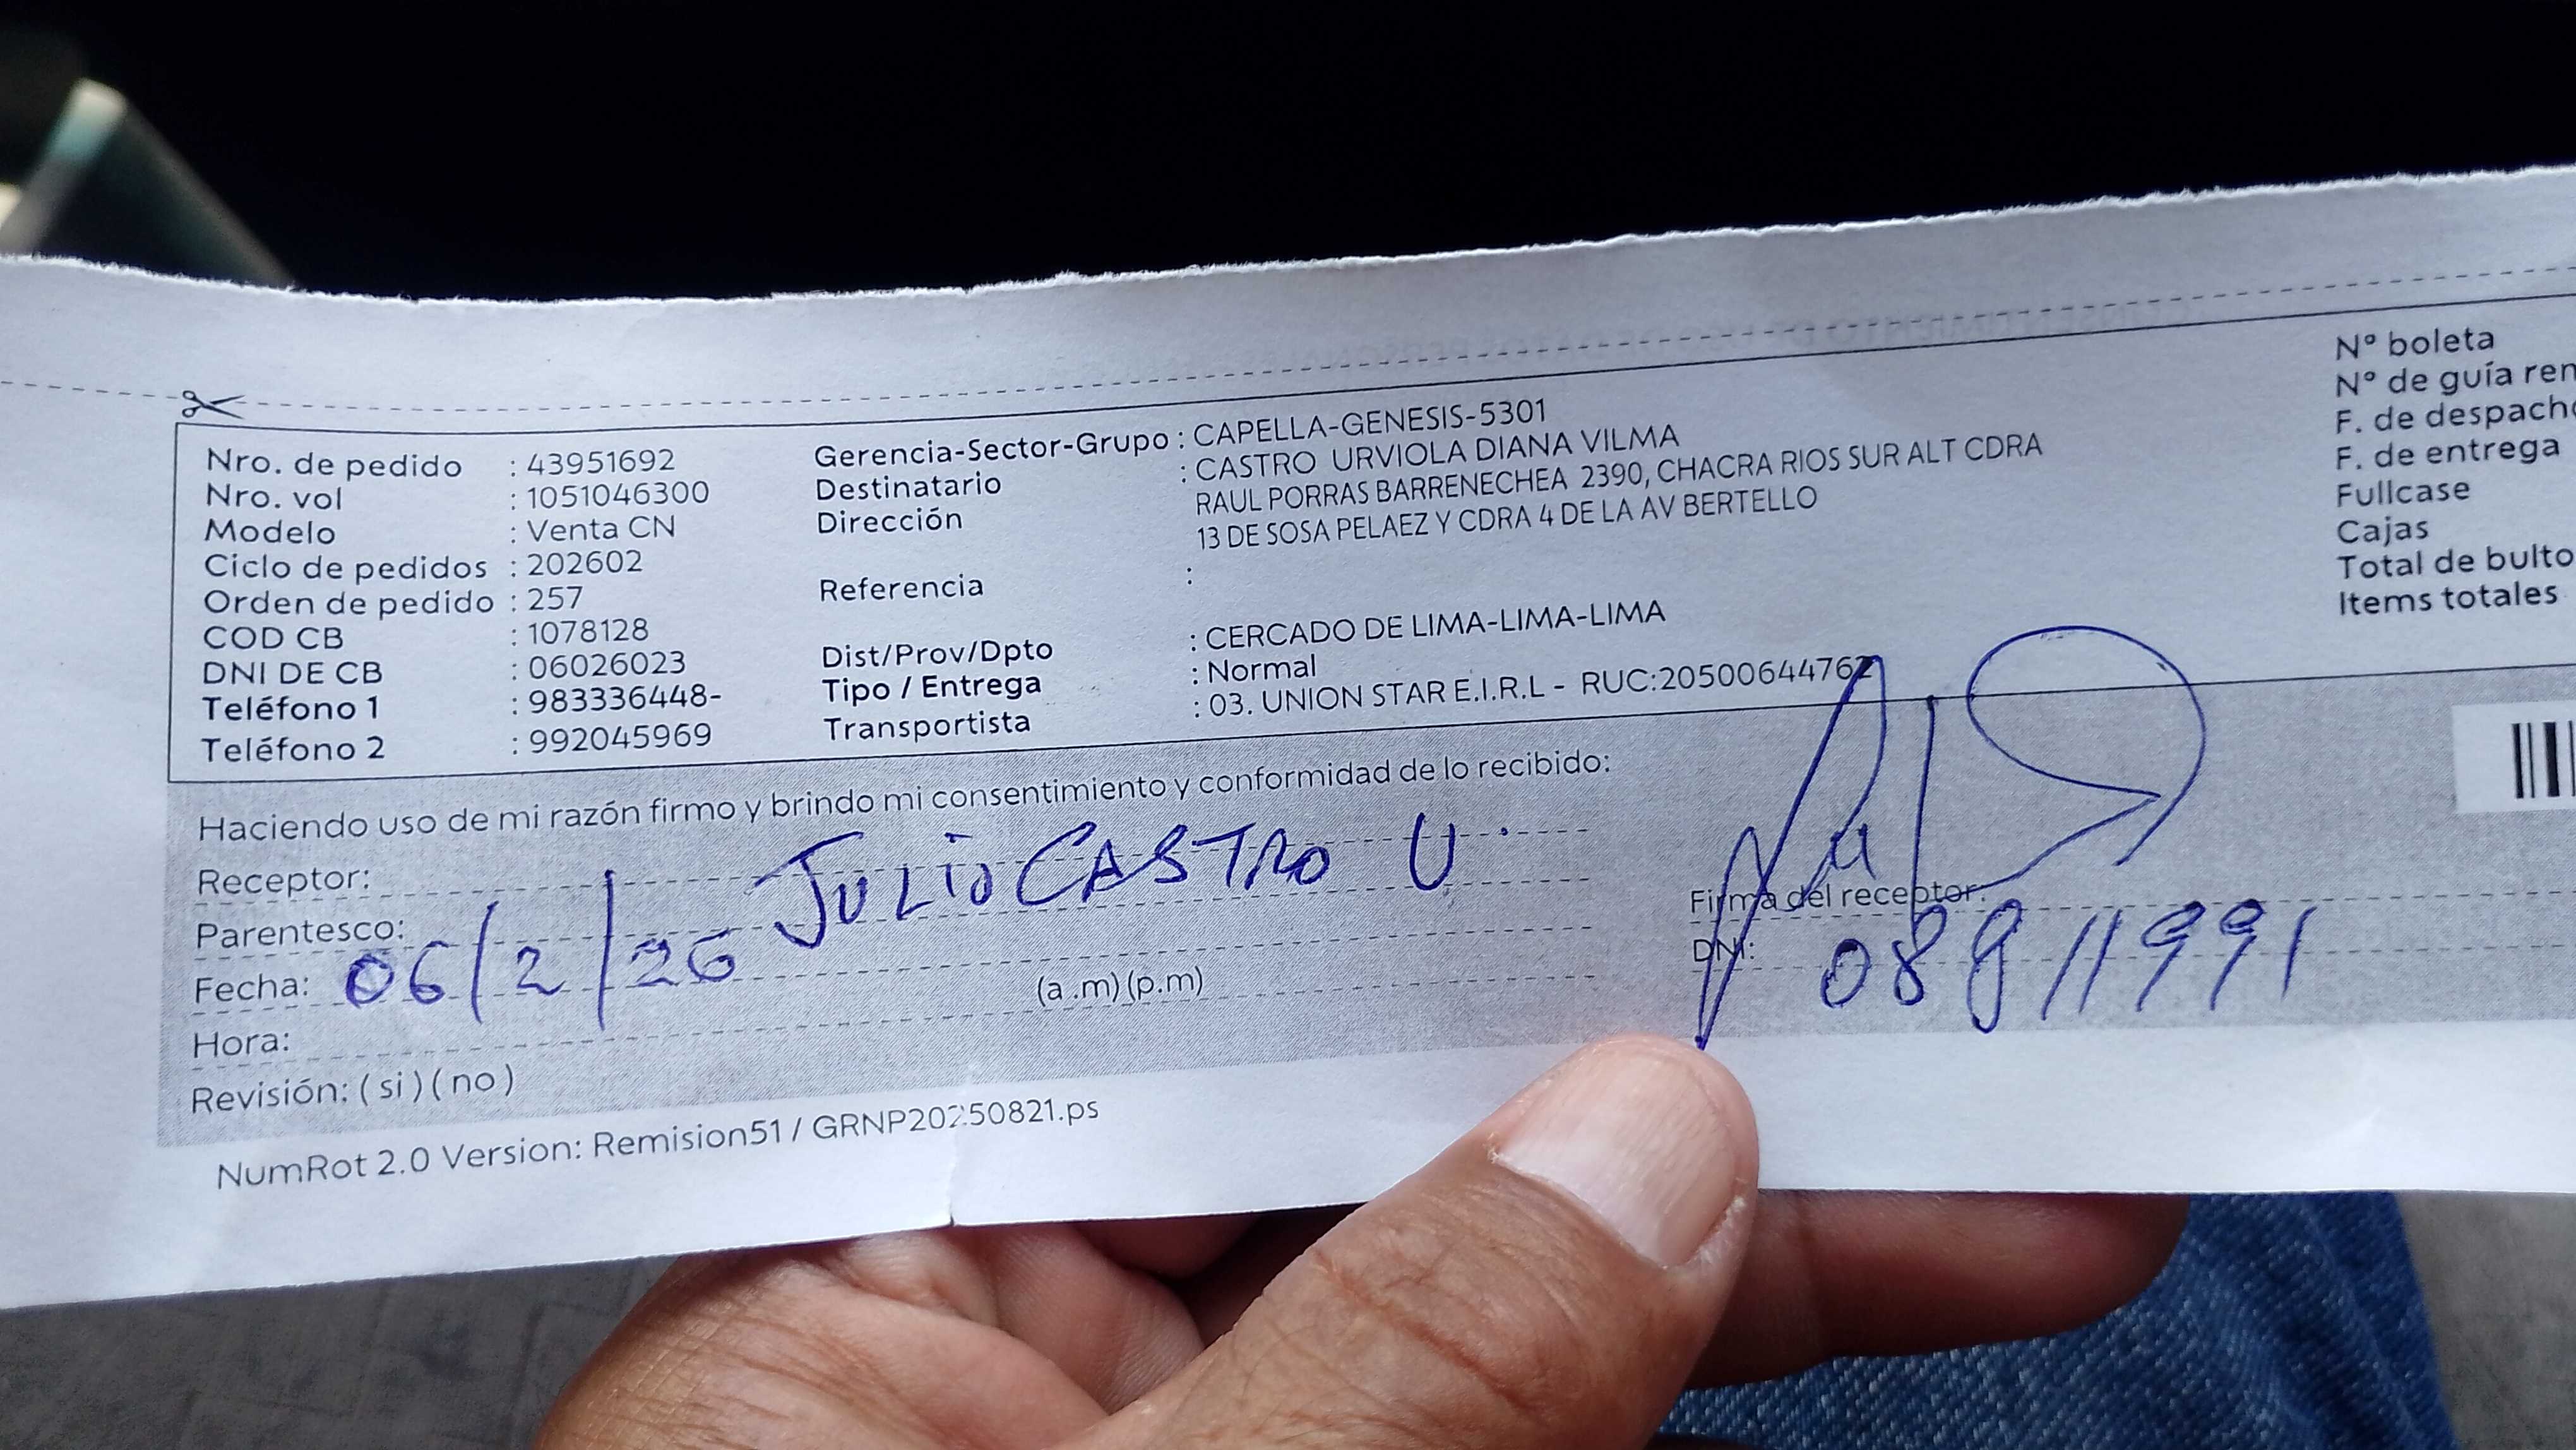 Nro. de pedido : 43951692
Nro. vol : 1051046300
Modelo : Venta CN
Ciclo de pedidos : 202602
Orden de pedido : 257
COD CB : 1078128
DNI DE CB : 06026023
Teléfono 1 : 983336448-
Teléfono 2 : 992045969
Gerencia-Sector-Grupo : CAPELLA-GENESIS-5301
Destinatario : CASTRO URVIOLA DIANA VILMA
Dirección RAUL PORRAS BARRENECHEA 2390, CHACRA RIOS SUR ALT CDRA
13 DE SOSA PELAEZ Y CDRA 4 DE LA AV BERTELLO
Referencia :
Dist/Prov/Dpto : CERCADO DE LIMA-LIMA-LIMA
Tipo / Entrega : Normal
Transportista : 03. UNION STAR E.I.R.L - RUC:20500644762
N° boleta
N° de guía
F. de despacho
F. de entrega
Fullcase
Cajas
Total de bulto
Items totales
Haciendo uso de mi razón firmo y brindo mi consentimiento y conformidad de lo recibido:
Receptor: JULIO CASTRO U.
Parentesco:
Fecha: 06/2/26
Hora: (a.m)(p.m)
Revisión: (si)(no)
Firma del receptor:
DNI: 08911991
NumRot 2.0 Version: Remision51 / GRNP20250821.ps